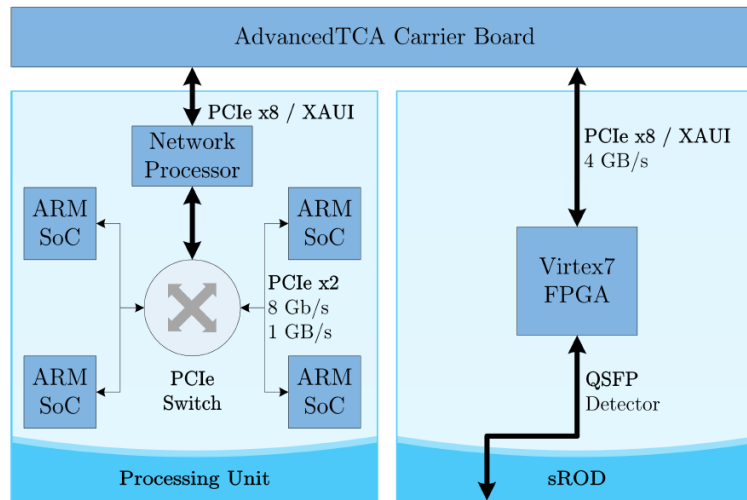 AdvancedTCA Carrier Board
PCIe x8 / XAUI
Network
Processor
ARM
SoC
ARM
SoC
PCIe x2
8 Gb/s
1 GB/s
ARM
SoC
PCIe
Switch
ARM
SoC
Processing Unit
PCIe x8 / XAUI
4 GB/s
Virtex7
FPGA
QSFP
Detector
sROD